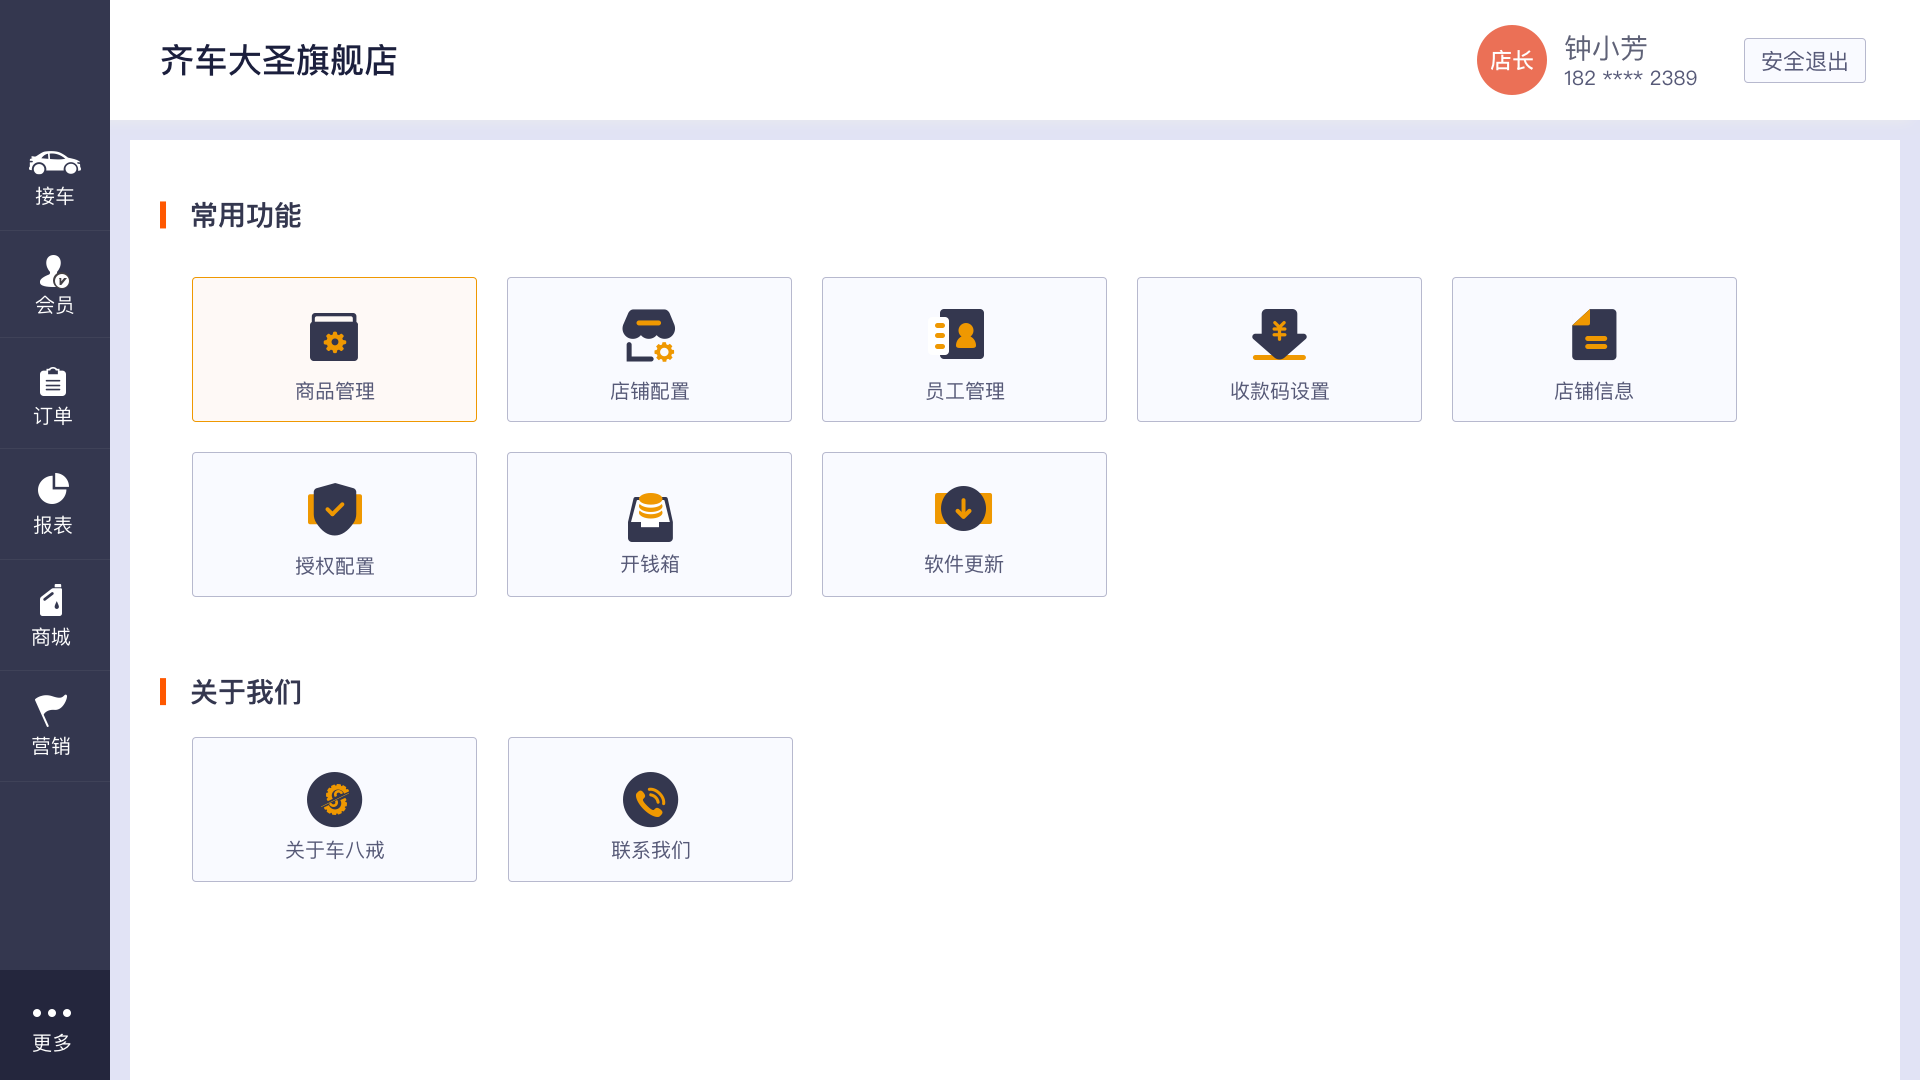 齐车大圣旗舰店
店长
钟小芳
182 **** 2389
安全退出
接车
会员
订单
报表
商城
营销
更多
常用功能
商品管理
店铺配置
员工管理
收款码设置
店铺信息
授权配置
开钱箱
软件更新
关于我们
关于车八戒
联系我们